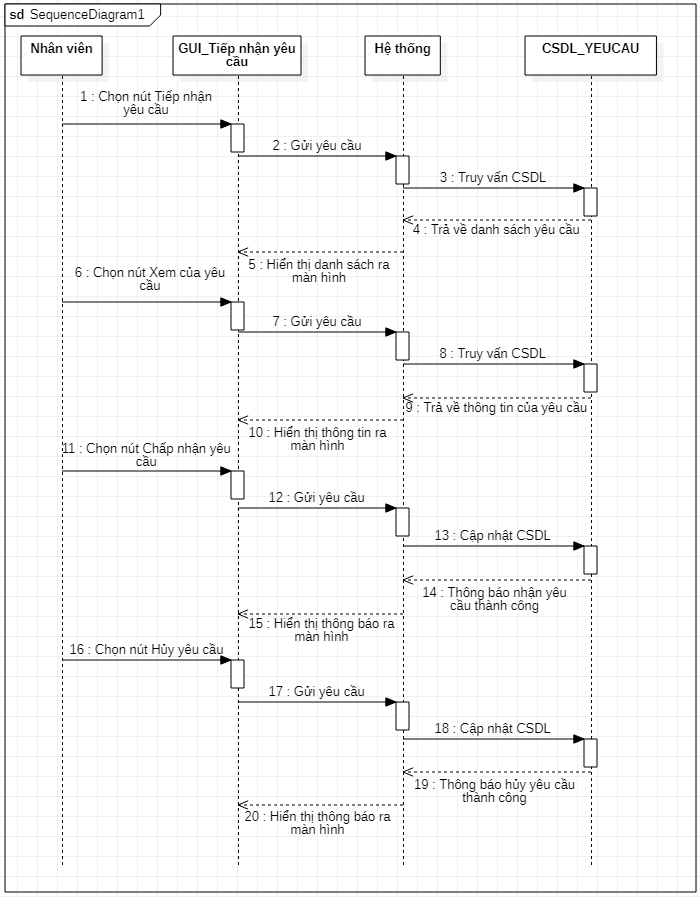 sd SequenceDiagram1
Nhân viên
GUI_Tiếp nhận yêu
cầu
Hệ thống
CSDL_YEUCAU
1 : Chọn nút Tiếp nhận
yêu cầu
2 : Gửi yêu cầu
3 : Truy vấn CSDL
4 : Trả về danh sách yêu cầu
5 : Hiển thị danh sách ra
màn hình
6 : Chọn nút Xem của yêu
cầu
7 : Gửi yêu cầu
8 : Truy vấn CSDL
9 : Trả về thông tin của yêu cầu
10 : Hiển thị thông tin ra
màn hình
11 : Chọn nút Chấp nhận yêu
cầu
12 : Gửi yêu cầu
13 : Cập nhật CSDL
14 : Thông báo nhận yêu
cầu thành công
15 : Hiển thị thông báo ra
màn hình
16 : Chọn nút Hủy yêu cầu
17 : Gửi yêu cầu
18 : Cập nhật CSDL
19 : Thông báo hủy yêu cầu
thành công
20 : Hiển thị thông báo ra
màn hình